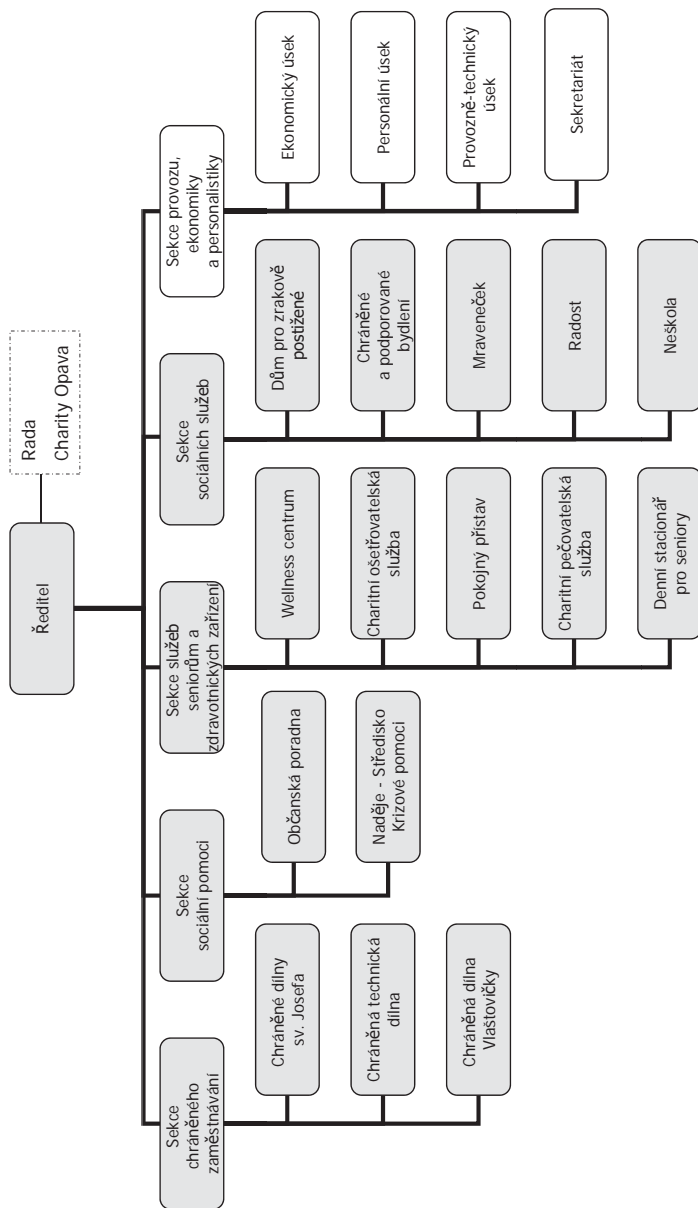 Ředitel
Rada
Charity Opava
Sekce
chráněného
zaměstnávání
Chráněné dílny
sv. Josefa
Chráněná technická
dílna
Chráněná dílna
Vlaštovičky
Sekce
sociální pomoci
Občanská poradna
Naděje - Středisko
Krizové pomoci
Sekce služeb
seniorům a
zdravotnických zařízení
Wellness centrum
Charitní ošetřovatelská
služba
Pokojný přístav
Charitní pečovatelská
služba
Denní stacionář
pro seniory
Sekce
sociálních služeb
Dům pro zrakově
postižené
Chráněné
a podporované
bydlení
Mraveneček
Radost
Neškola
Sekce provozu,
ekonomiky
a personalistiky
Ekonomický úsek
Personální úsek
Provozně-technický
úsek
Sekretariát